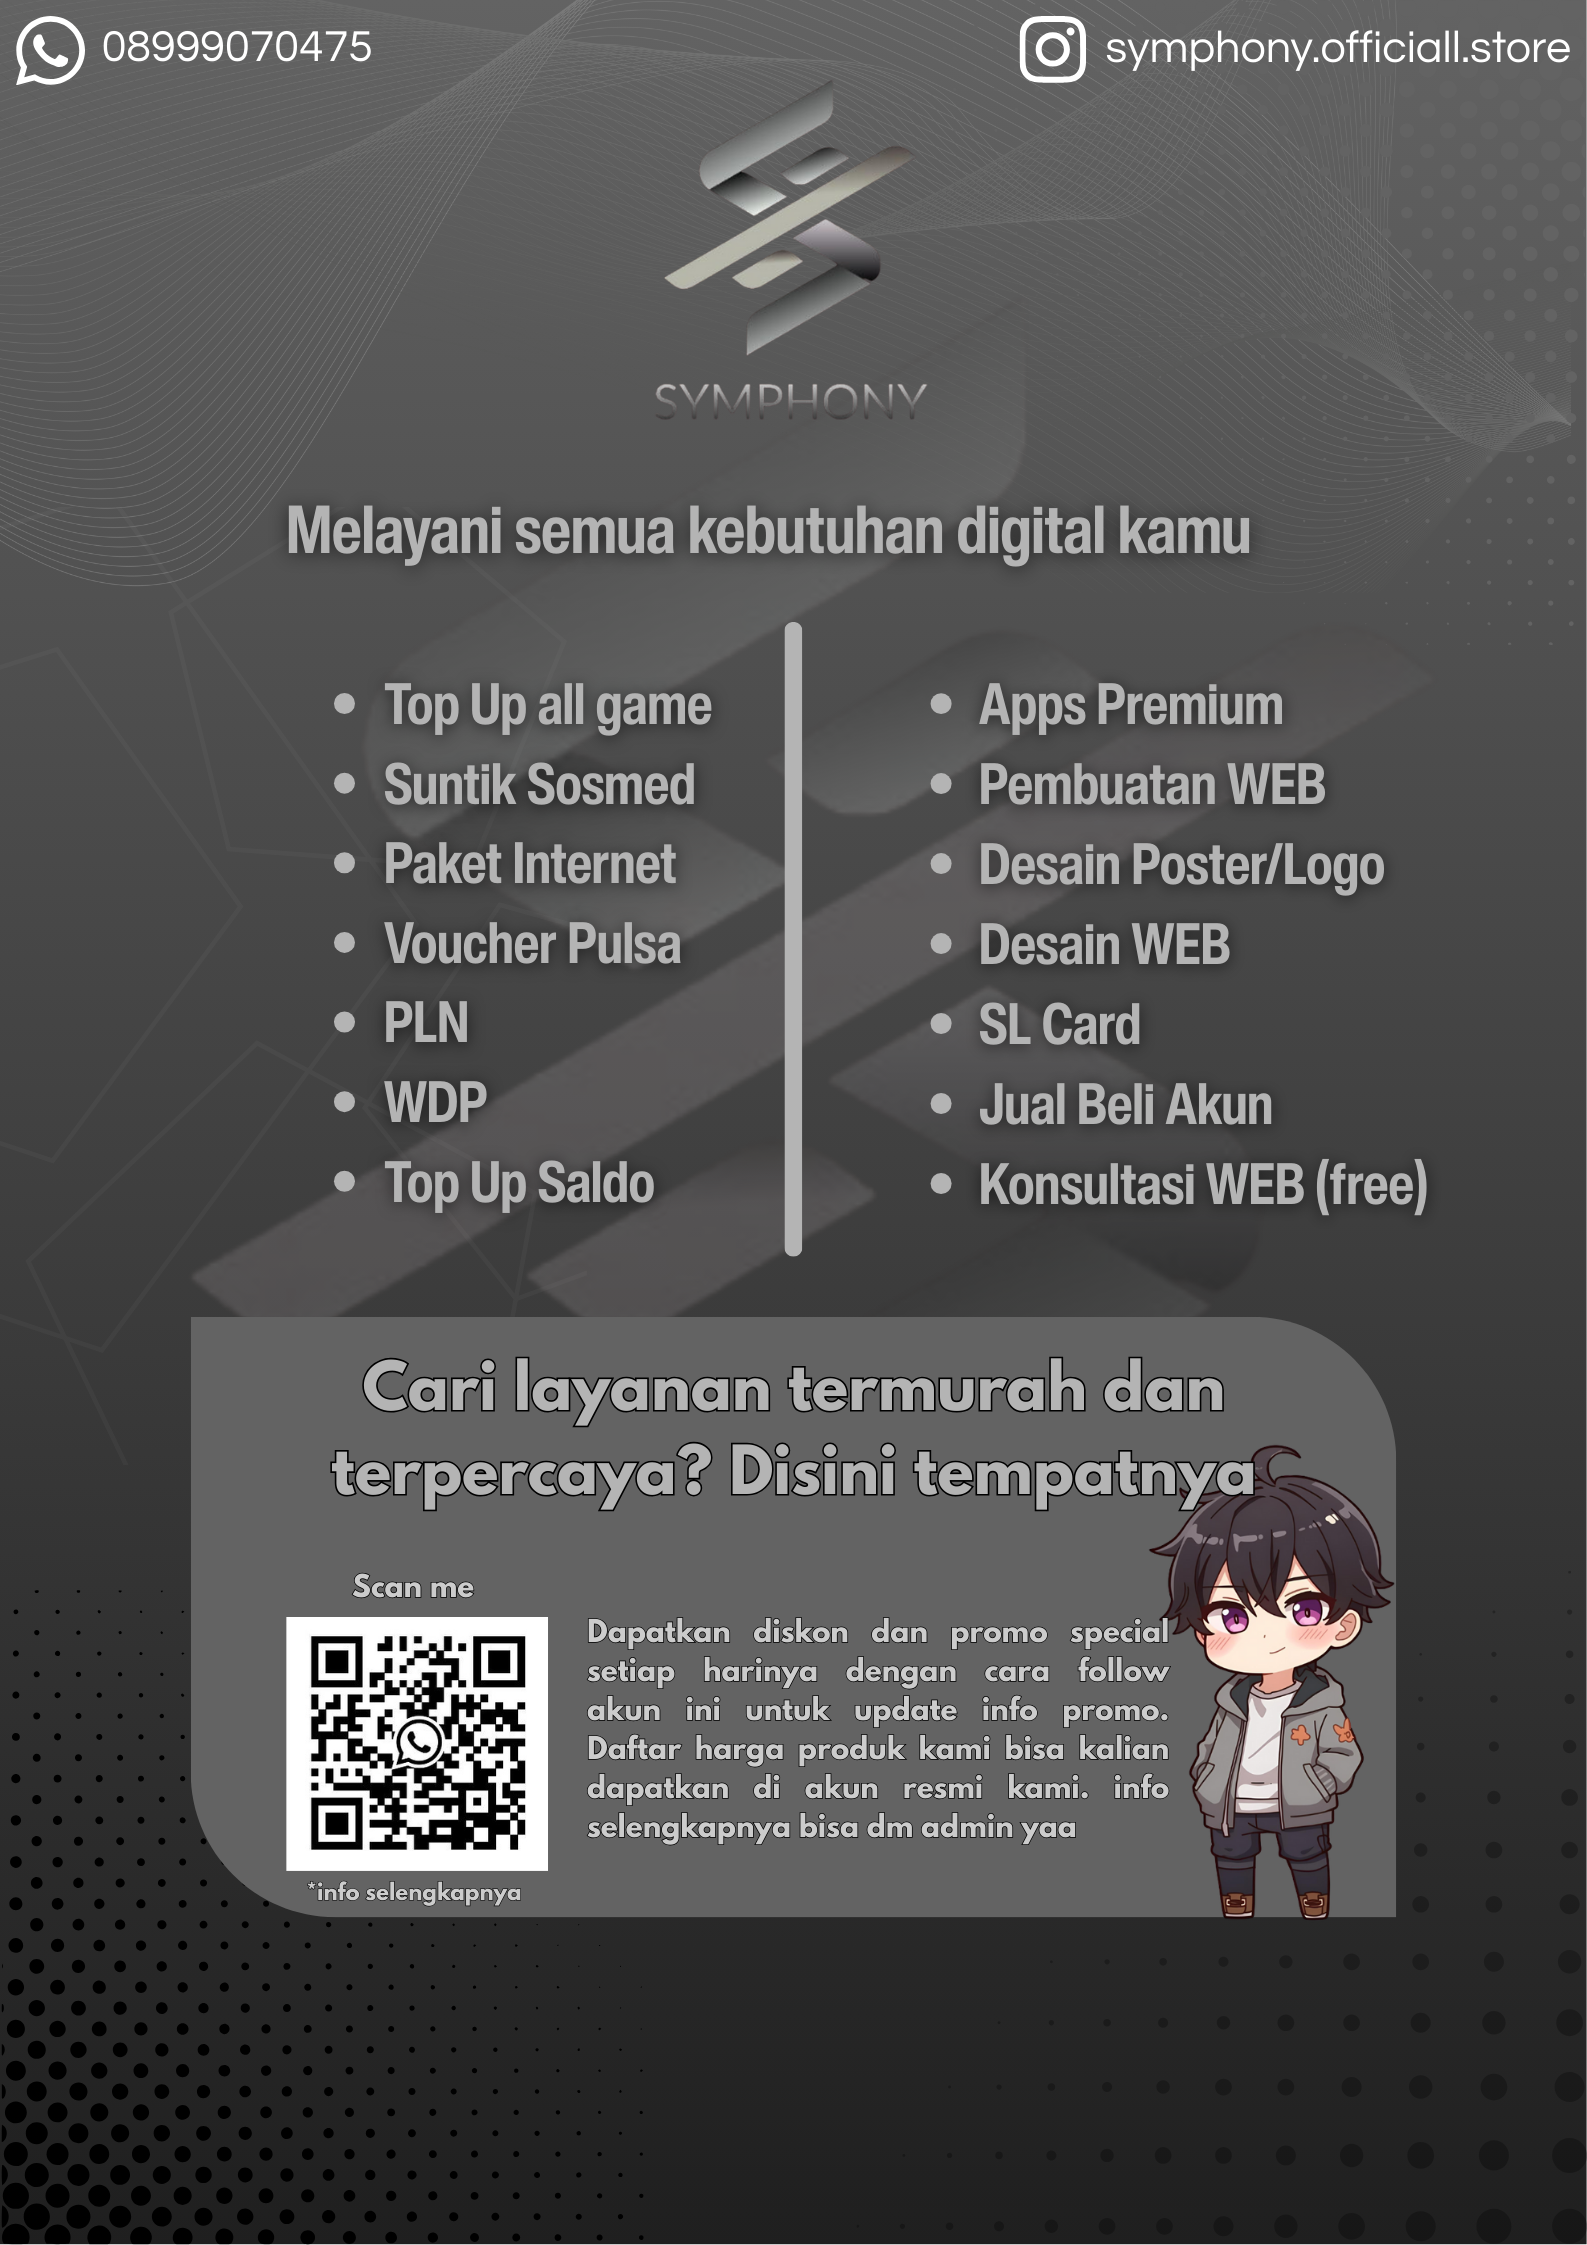 08999070475
symphony.officiall.store
SYMPHONY
Melayani semua kebutuhan digital kamu
• Top Up all game
• Suntik Sosmed
• Paket Internet
• Voucher Pulsa
• PLN
• WDP
• Top Up Saldo
• Apps Premium
• Pembuatan WEB
• Desain Poster/Logo
• Desain WEB
• SL Card
• Jual Beli Akun
• Konsultasi WEB (free)
Cari layanan termurah dan
terpercaya? Disini tempatnya
Scan me
*info selengkapnya
Dapatkan diskon dan promo special
setiap harinya dengan cara follow
akun ini untuk update info promo.
Daftar harga produk kami bisa kalian
dapatkan di akun resmi kami. info
selengkapnya bisa dm admin yaa